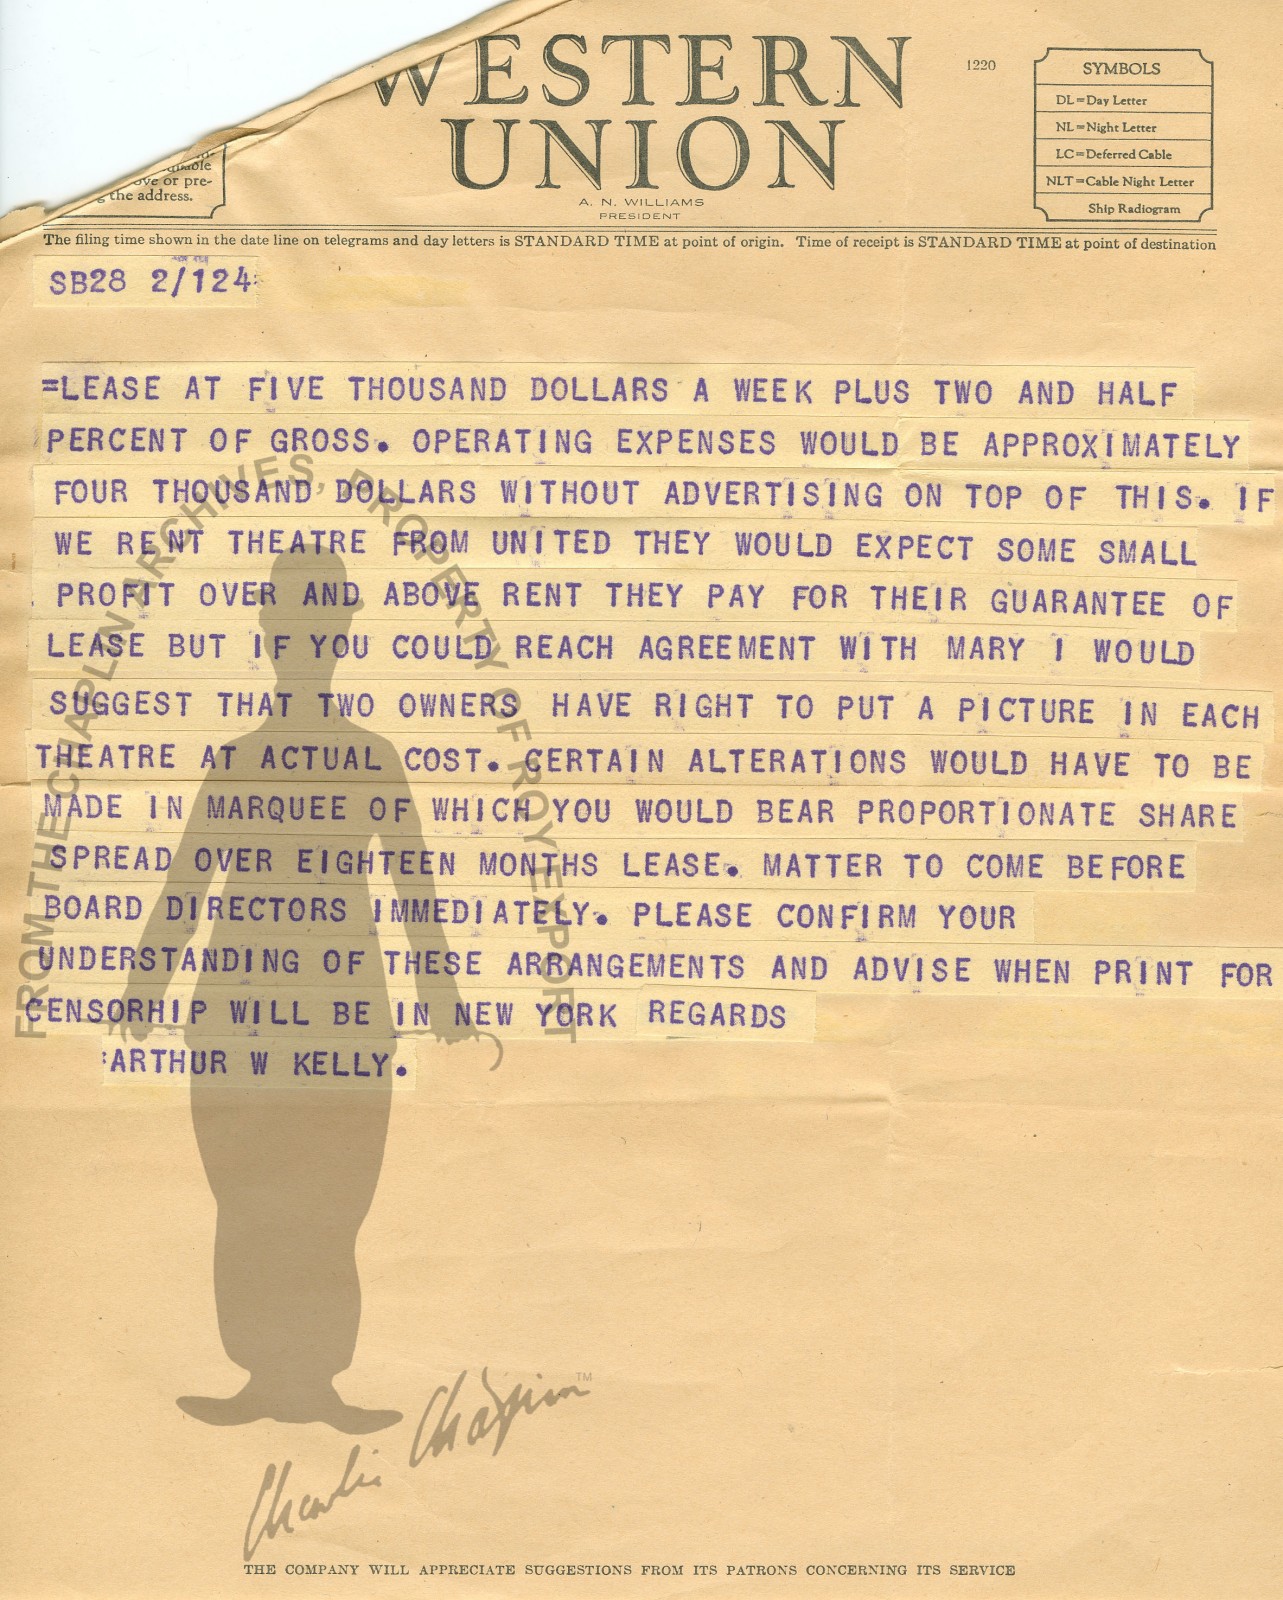 WESTERN
UNION
1220
A. N. WILLIAMS
PRESIDENT
SYMBOLS
DL=Day Letter
NL=Night Letter
LC=Deferred Cable
NLT=Cable Night Letter
Ship Radiogram
or pre-
the address.
The filing time shown in the date line on telegrams and day letters is STANDARD TIME at point of origin. Time of receipt is STANDARD TIME at point of destination
SB28 2/124=
=LEASE AT FIVE THOUSAND DOLLARS A WEEK PLUS TWO AND HALF
PERCENT OF GROSS. OPERATING EXPENSES WOULD BE APPROXIMATELY
FOUR THOUSAND DOLLARS WITHOUT ADVERTISING ON TOP OF THIS. IF
WE RENT THEATRE FROM UNITED THEY WOULD EXPECT SOME SMALL
PROFIT OVER AND ABOVE RENT THEY PAY FOR THEIR GUARANTEE OF
LEASE BUT IF YOU COULD REACH AGREEMENT WITH MARY I WOULD
SUGGEST THAT TWO OWNERS HAVE RIGHT TO PUT A PICTURE IN EACH
THEATRE AT ACTUAL COST. CERTAIN ALTERATIONS WOULD HAVE TO BE
MADE IN MARQUEE OF WHICH YOU WOULD BEAR PROPORTIONATE SHARE
SPREAD OVER EIGHTEEN MONTHS LEASE. MATTER TO COME BEFORE
BOARD DIRECTORS IMMEDIATELY. PLEASE CONFIRM YOUR
UNDERSTANDING OF THESE ARRANGEMENTS AND ADVISE WHEN PRINT FOR
CENSORHIP WILL BE IN NEW YORK REGARDS
:ARTHUR W KELLY.
FROM THE CHAPLIN ARCHIVES, PROPERTY OF ROY EXPORT
Charlie Chaplin TM
THE COMPANY WILL APPRECIATE SUGGESTIONS FROM ITS PATRONS CONCERNING ITS SERVICE